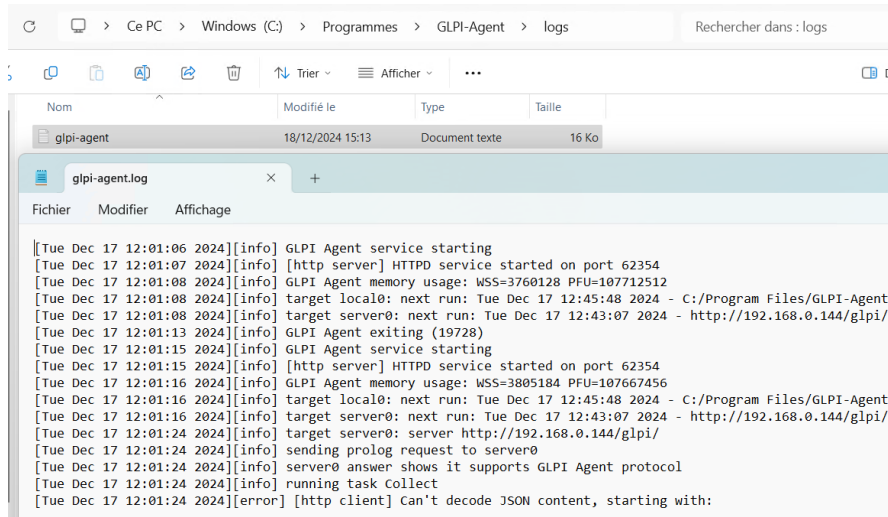 Ce PC > Windows (C:) > Programmes > GLPI-Agent > logs
Rechercher dans : logs
Trier
Afficher
Nom Modifié le Type Taille
glpi-agent 18/12/2024 15:13 Document texte 16 Ko
glpi-agent.log
Fichier Modifier Affichage
[Tue Dec 17 12:01:06 2024][info] GLPI Agent service starting
[Tue Dec 17 12:01:07 2024][info] [http server] HTTPD service started on port 62354
[Tue Dec 17 12:01:08 2024][info] GLPI Agent memory usage: WSS=3760128 PFU=107712512
[Tue Dec 17 12:01:08 2024][info] target local0: next run: Tue Dec 17 12:45:48 2024 - C:/Program Files/GLPI-Agent
[Tue Dec 17 12:01:08 2024][info] target server0: next run: Tue Dec 17 12:43:07 2024 - http://192.168.0.144/glpi/
[Tue Dec 17 12:01:13 2024][info] GLPI Agent exiting (19728)
[Tue Dec 17 12:01:15 2024][info] GLPI Agent service starting
[Tue Dec 17 12:01:15 2024][info] [http server] HTTPD service started on port 62354
[Tue Dec 17 12:01:16 2024][info] GLPI Agent memory usage: WSS=3805184 PFU=107667456
[Tue Dec 17 12:01:16 2024][info] target local0: next run: Tue Dec 17 12:45:48 2024 - C:/Program Files/GLPI-Agent
[Tue Dec 17 12:01:16 2024][info] target server0: next run: Tue Dec 17 12:43:07 2024 - http://192.168.0.144/glpi/
[Tue Dec 17 12:01:24 2024][info] target server0: server http://192.168.0.144/glpi/
[Tue Dec 17 12:01:24 2024][info] sending prolog request to server0
[Tue Dec 17 12:01:24 2024][info] server0 answer shows it supports GLPI Agent protocol
[Tue Dec 17 12:01:24 2024][info] running task Collect
[Tue Dec 17 12:01:24 2024][error] [http client] Can't decode JSON content, starting with: